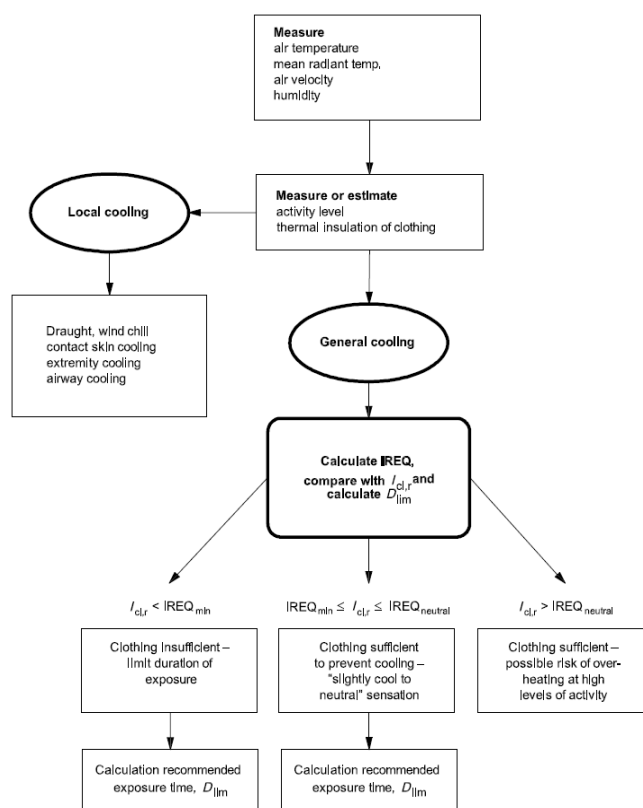 Measure
air temperature
mean radiant temp.
air velocity
humidity
Measure or estimate
activity level
thermal insulation of clothing
Local cooling
Draught, wind chill
contact skin cooling
extremity cooling
airway cooling
General cooling
Calculate IREQ,
compare with Icl,r and
calculate Dlim
Icl,r < IREQmin
IREQmin ≤ Icl,r ≤ IREQneutral
Icl,r > IREQneutral
Clothing insufficient –
limit duration of
exposure
Clothing sufficient
to prevent cooling –
"slightly cool to
neutral" sensation
Clothing sufficient –
possible risk of over-
heating at high
levels of activity
Calculation recommended
exposure time, Dlim
Calculation recommended
exposure time, Dlim